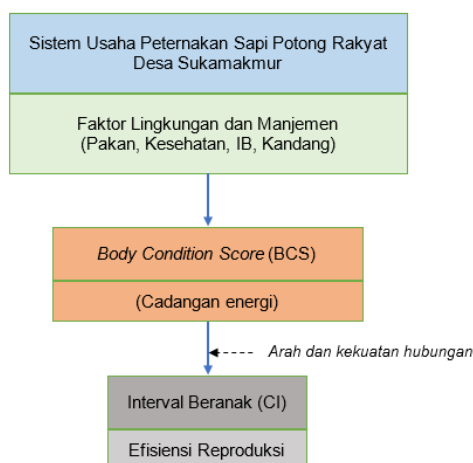 Sistem Usaha Peternakan Sapi Potong Rakyat
Desa Sukamakmur
Faktor Lingkungan dan Manjemen
(Pakan, Kesehatan, IB, Kandang)
Body Condition Score (BCS)
(Cadangan energi)
Arah dan kekuatan hubungan
Interval Beranak (CI)
Efisiensi Reproduksi